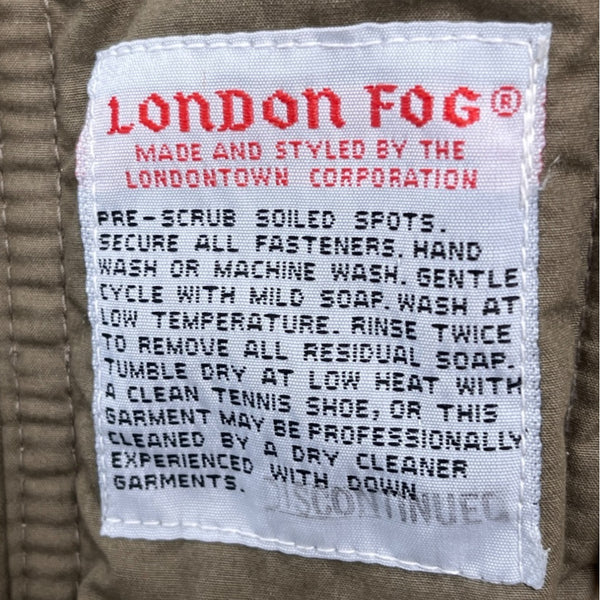 LONDON FOG®
MADE AND STYLED BY THE
LONDONTOWN CORPORATION
PRE-SCRUB SOILED SPOTS.
SECURE ALL FASTENERS. HAND
WASH OR MACHINE WASH. GENTLE
CYCLE WITH MILD SOAP. WASH AT
LOW TEMPERATURE. RINSE TWICE
TO REMOVE ALL RESIDUAL SOAP.
TUMBLE DRY AT LOW HEAT WITH
A CLEAN TENNIS SHOE, OR THIS
GARMENT MAY BE PROFESSIONALLY
CLEANED BY A DRY CLEANER
EXPERIENCED WITH DOWN
GARMENTS.
DISCONTINUED